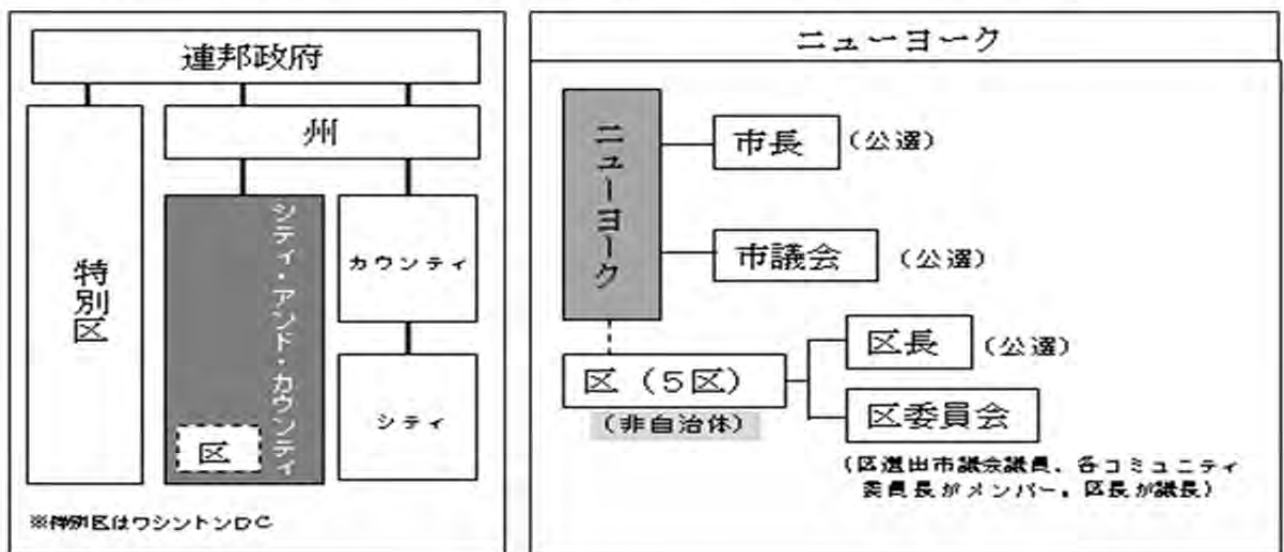 連邦政府
州
特別区
シティ・アンド・カウンティ
区
カウンティ
シティ
※特別区はワシントンDC
ニューヨーク
ニューヨーク
市長
(公選)
市議会
(公選)
区(5区)
(非自治体)
区長
(公選)
区委員会
(区選出市議会議員、各コミュニティ
委員長がメンバー。区長が議長)